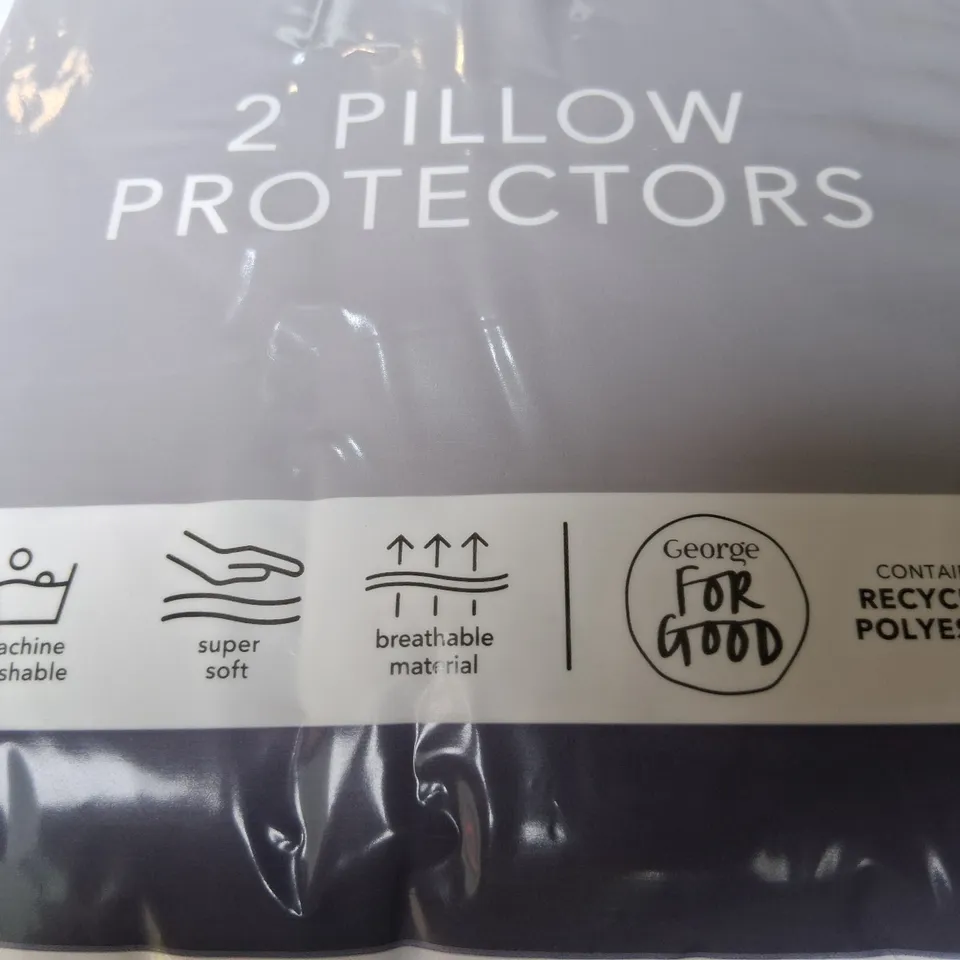 2 PILLOW
PROTECTORS
achine
shable
super
soft
breathable
material
George
FOR
GOOD
CONTAI
RECYC
POLYES